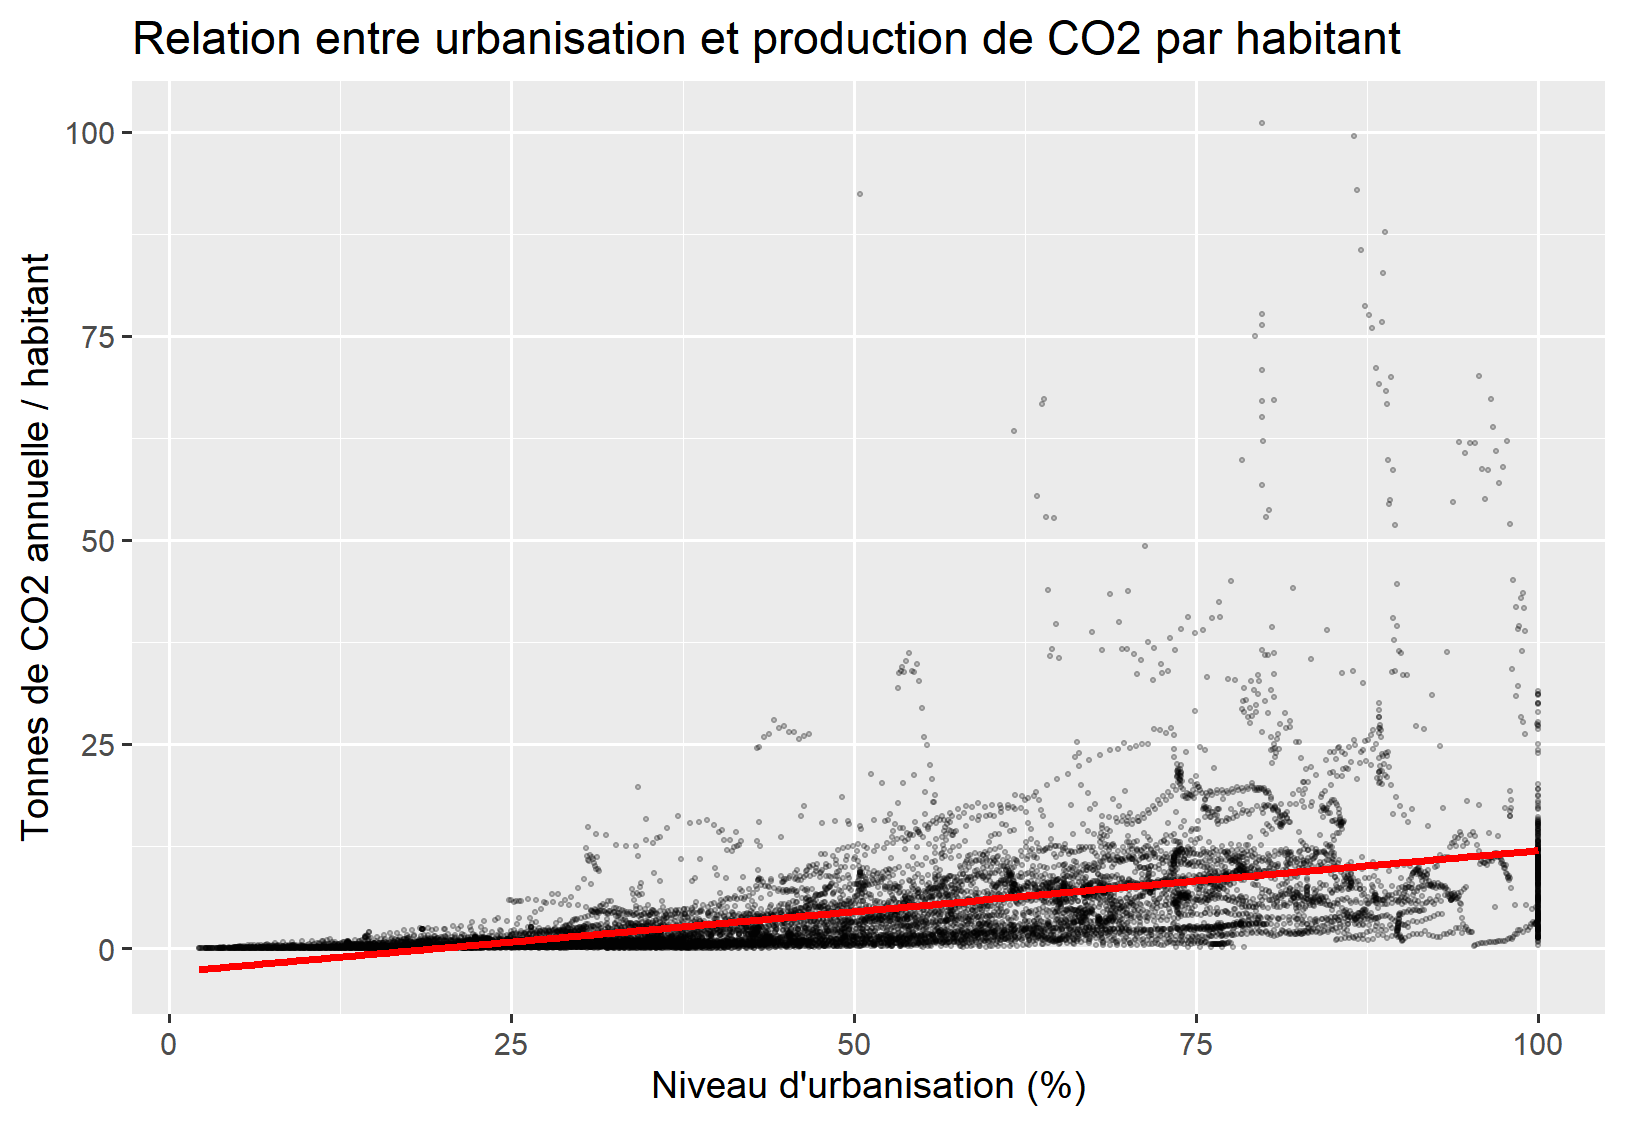 Relation entre urbanisation et production de CO2 par habitant
100
75
50
25
0
Tonnes de CO2 annuelle / habitant
0 25 50 75 100
Niveau d'urbanisation (%)